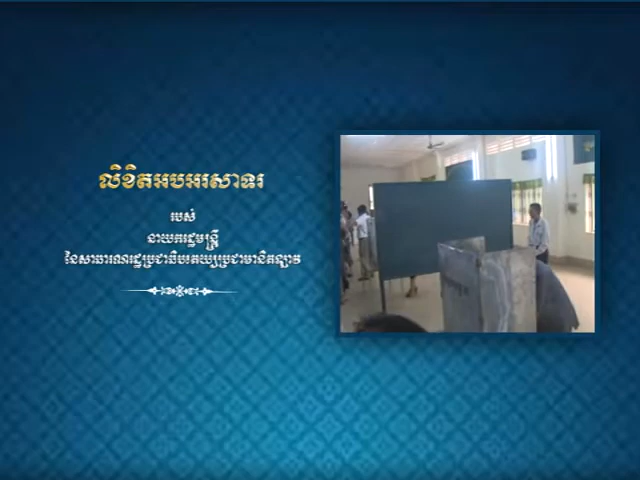 លិខិតអបអរសាទរ
របស់
នាយករដ្ឋមន្ត្រី
នៃសាធារណរដ្ឋប្រជាធិបតេយ្យប្រជាមានិតឡាវ